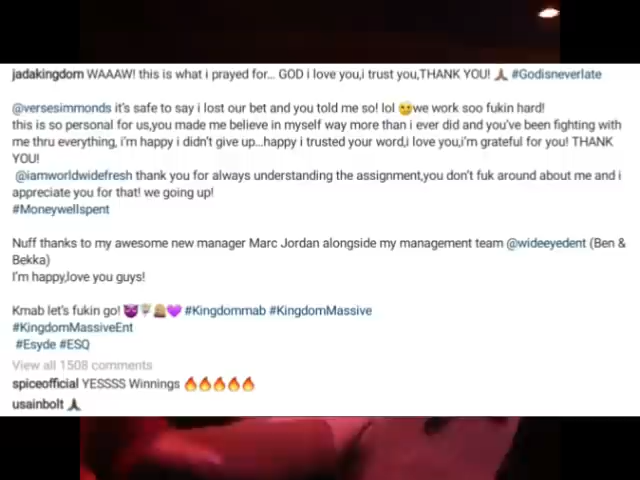 jadakingdom WAAAW! this is what i prayed for... GOD i love you,i trust you,THANK YOU! 🙏🏾 #Godisneverlate
@versesimmonds it's safe to say i lost our bet and you told me so! lol 😉we work soo fukin hard!
this is so personal for us,you made me believe in myself way more than i ever did and you've been fighting with
me thru everything, i'm happy i didn't give up...happy i trusted your word,i love you,i'm grateful for you! THANK
YOU!
@iamworldwidefresh thank you for always understanding the assignment,you don't fuk around about me and i
appreciate you for that! we going up!
#Moneywellspent
Nuff thanks to my awesome new manager Marc Jordan alongside my management team @wideeyedent (Ben &
Bekka)
I'm happy,love you guys!
Kmab let's fukin go! 😈 💜 #Kingdommab #KingdomMassive
#KingdomMassiveEnt
#Esyde #ESQ
View all 1508 comments
spiceofficial YESSSS Winnings 🔥🔥🔥🔥🔥
usainbolt 🙏🏿